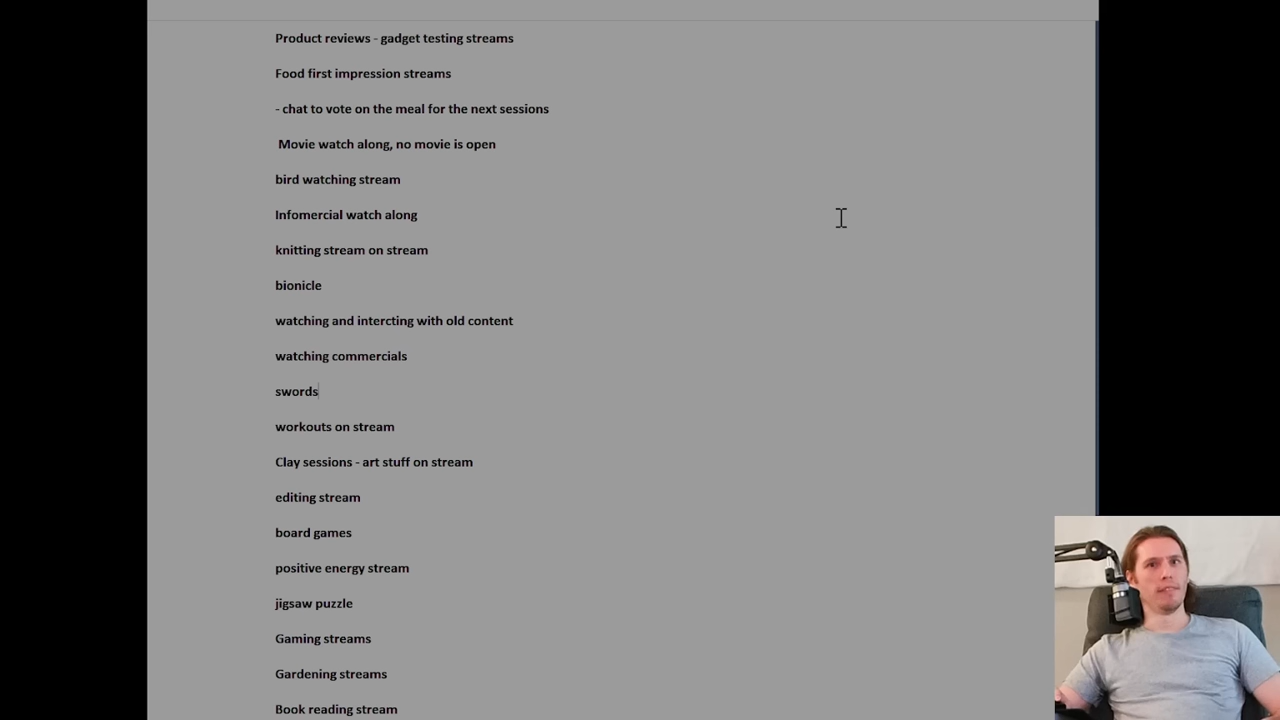 Product reviews - gadget testing streams
Food first impression streams
- chat to vote on the meal for the next sessions
Movie watch along, no movie is open
bird watching stream
Infomercial watch along
knitting stream on stream
bionicle
watching and intercting with old content
watching commercials
swords
workouts on stream
Clay sessions - art stuff on stream
editing stream
board games
positive energy stream
jigsaw puzzle
Gaming streams
Gardening streams
Book reading stream